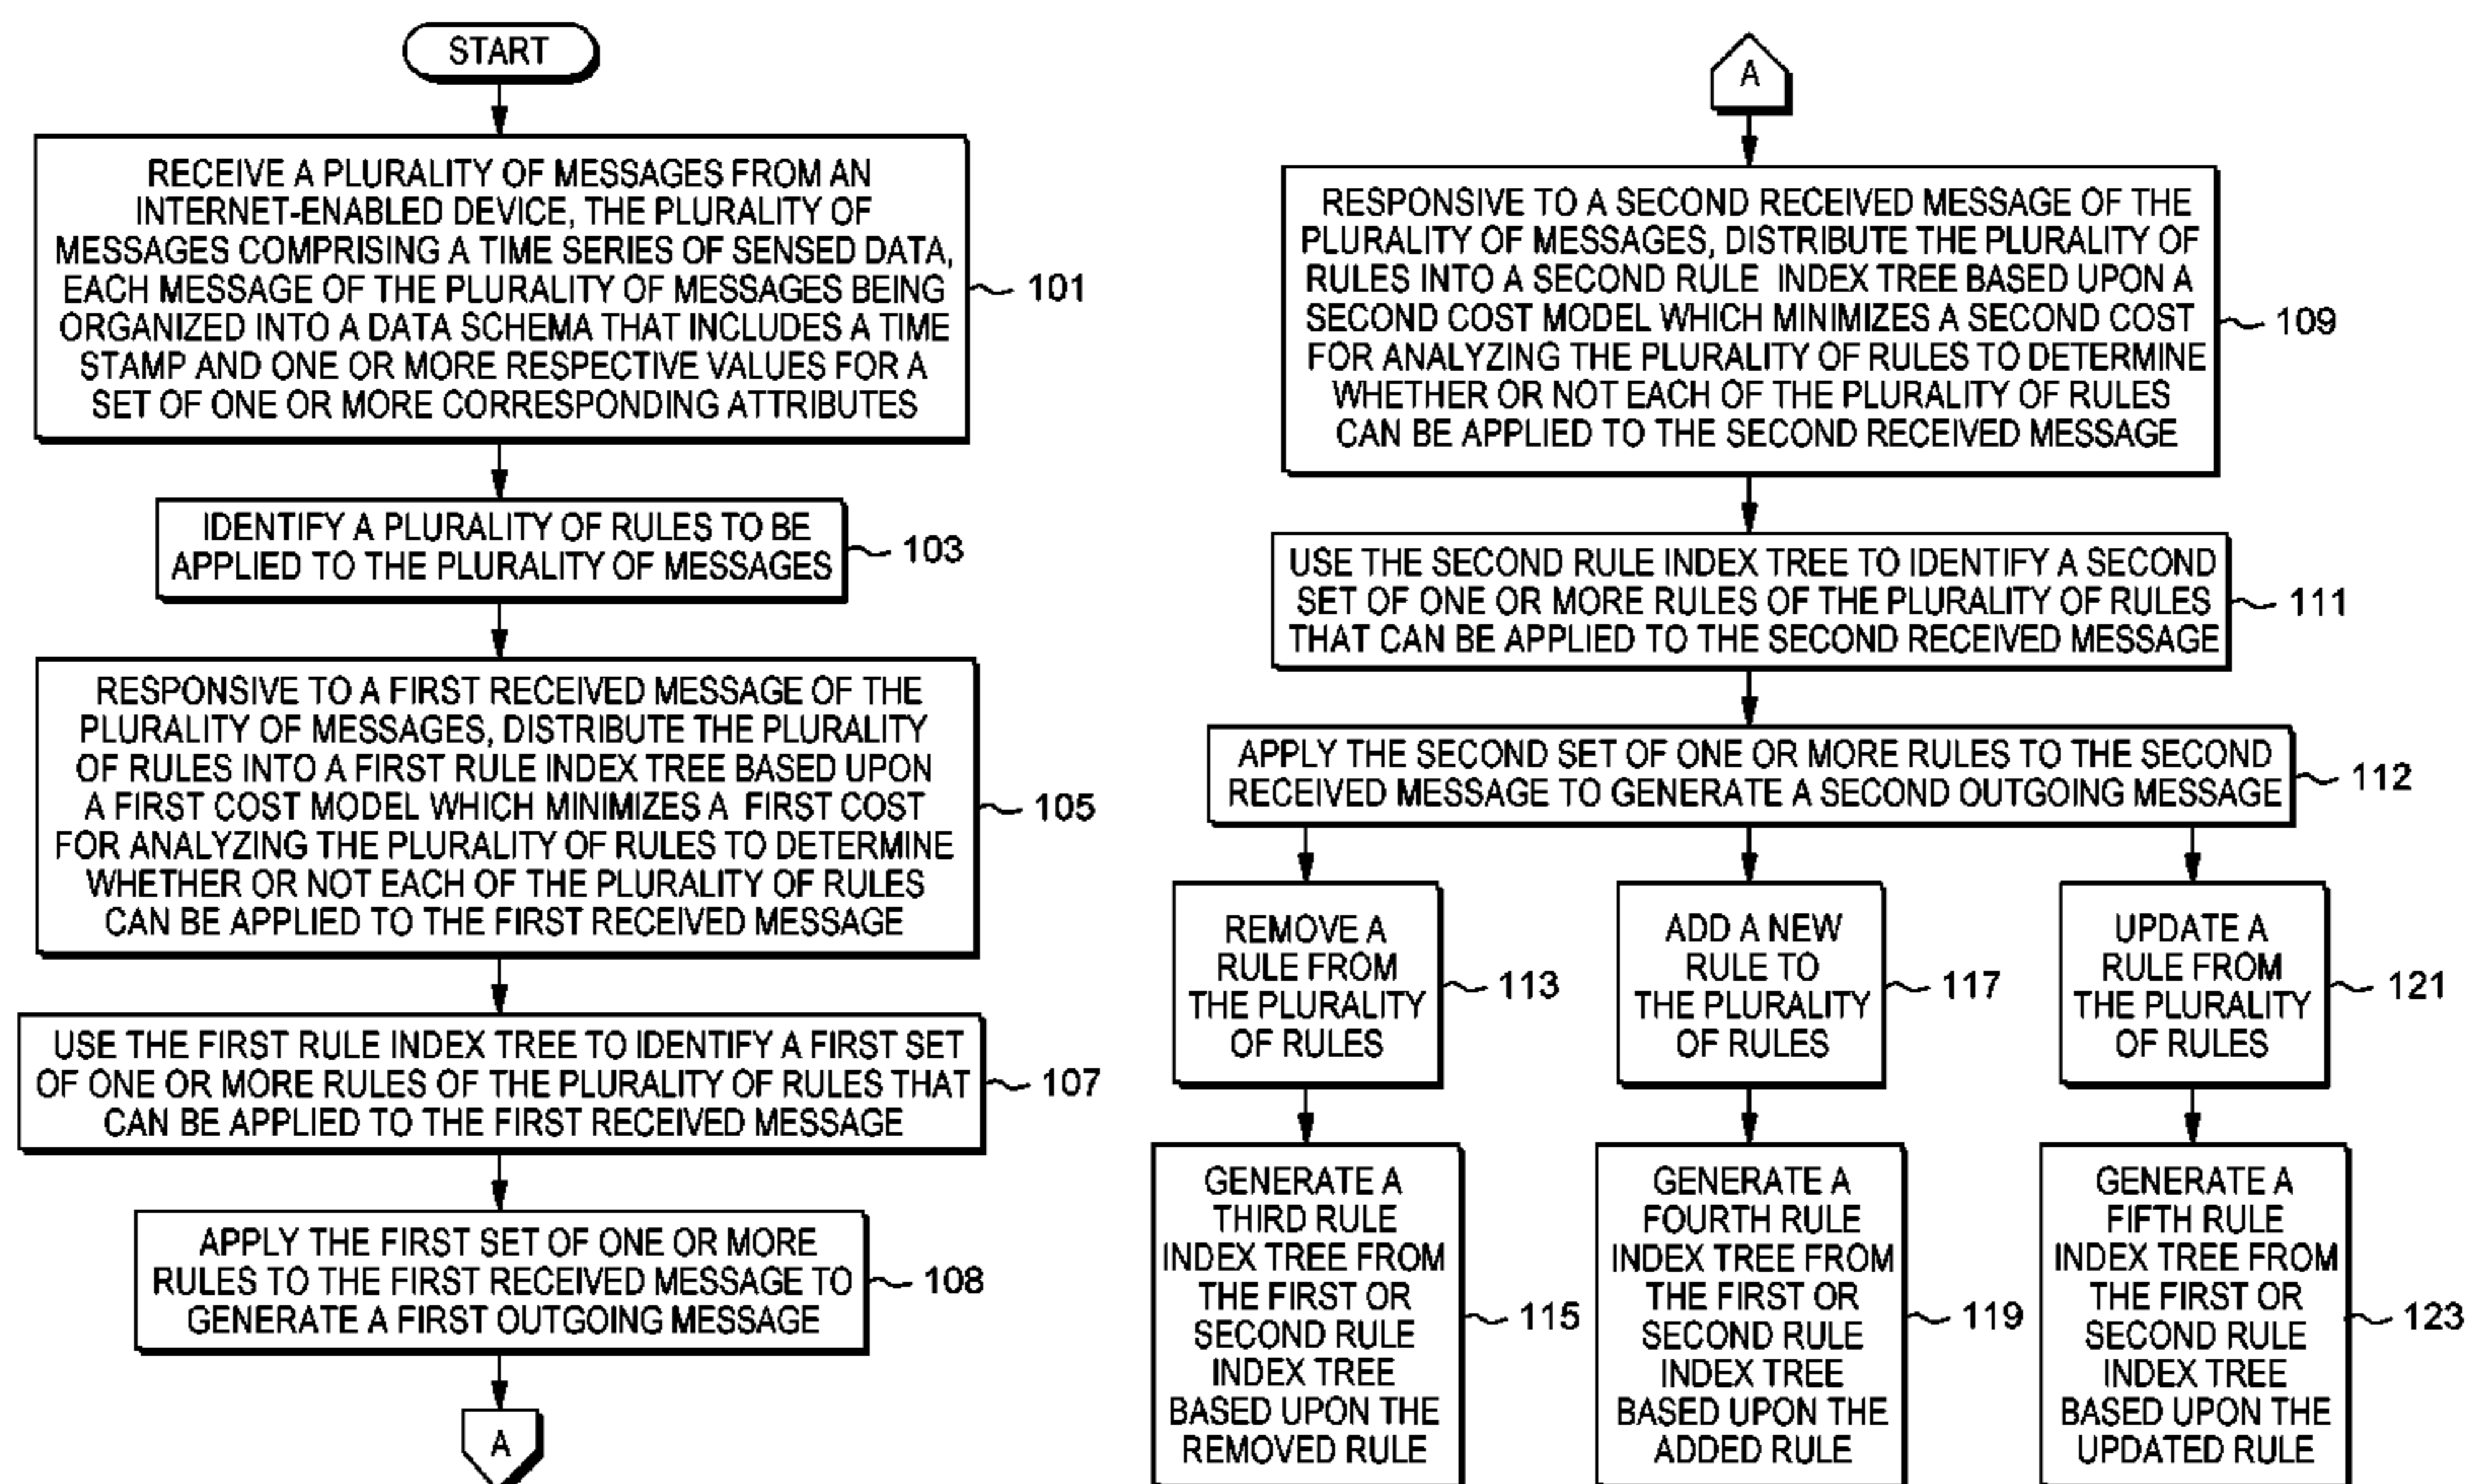 START
RECEIVE A PLURALITY OF MESSAGES FROM AN
INTERNET-ENABLED DEVICE, THE PLURALITY OF
MESSAGES COMPRISING A TIME SERIES OF SENSED DATA,
EACH MESSAGE OF THE PLURALITY OF MESSAGES BEING
ORGANIZED INTO A DATA SCHEMA THAT INCLUDES A TIME
STAMP AND ONE OR MORE RESPECTIVE VALUES FOR A
SET OF ONE OR MORE CORRESPONDING ATTRIBUTES
101
IDENTIFY A PLURALITY OF RULES TO BE
APPLIED TO THE PLURALITY OF MESSAGES
103
RESPONSIVE TO A FIRST RECEIVED MESSAGE OF THE
PLURALITY OF MESSAGES, DISTRIBUTE THE PLURALITY
OF RULES INTO A FIRST RULE INDEX TREE BASED UPON
A FIRST COST MODEL WHICH MINIMIZES A FIRST COST
FOR ANALYZING THE PLURALITY OF RULES TO DETERMINE
WHETHER OR NOT EACH OF THE PLURALITY OF RULES
CAN BE APPLIED TO THE FIRST RECEIVED MESSAGE
105
USE THE FIRST RULE INDEX TREE TO IDENTIFY A FIRST SET
OF ONE OR MORE RULES OF THE PLURALITY OF RULES THAT
CAN BE APPLIED TO THE FIRST RECEIVED MESSAGE
107
APPLY THE FIRST SET OF ONE OR MORE
RULES TO THE FIRST RECEIVED MESSAGE TO
GENERATE A FIRST OUTGOING MESSAGE
108
A
A
RESPONSIVE TO A SECOND RECEIVED MESSAGE OF THE
PLURALITY OF MESSAGES, DISTRIBUTE THE PLURALITY OF
RULES INTO A SECOND RULE INDEX TREE BASED UPON A
SECOND COST MODEL WHICH MINIMIZES A SECOND COST
FOR ANALYZING THE PLURALITY OF RULES TO DETERMINE
WHETHER OR NOT EACH OF THE PLURALITY OF RULES
CAN BE APPLIED TO THE SECOND RECEIVED MESSAGE
109
USE THE SECOND RULE INDEX TREE TO IDENTIFY A SECOND
SET OF ONE OR MORE RULES OF THE PLURALITY OF RULES
THAT CAN BE APPLIED TO THE SECOND RECEIVED MESSAGE
111
APPLY THE SECOND SET OF ONE OR MORE RULES TO THE SECOND
RECEIVED MESSAGE TO GENERATE A SECOND OUTGOING MESSAGE
112
REMOVE A
RULE FROM
THE PLURALITY
OF RULES
113
ADD A NEW
RULE TO
THE PLURALITY
OF RULES
117
UPDATE A
RULE FROM
THE PLURALITY
OF RULES
121
GENERATE A
THIRD RULE
INDEX TREE FROM
THE FIRST OR
SECOND RULE
INDEX TREE
BASED UPON THE
REMOVED RULE
115
GENERATE A
FOURTH RULE
INDEX TREE FROM
THE FIRST OR
SECOND RULE
INDEX TREE
BASED UPON THE
ADDED RULE
119
GENERATE A
FIFTH RULE
INDEX TREE FROM
THE FIRST OR
SECOND RULE
INDEX TREE
BASED UPON THE
UPDATED RULE
123